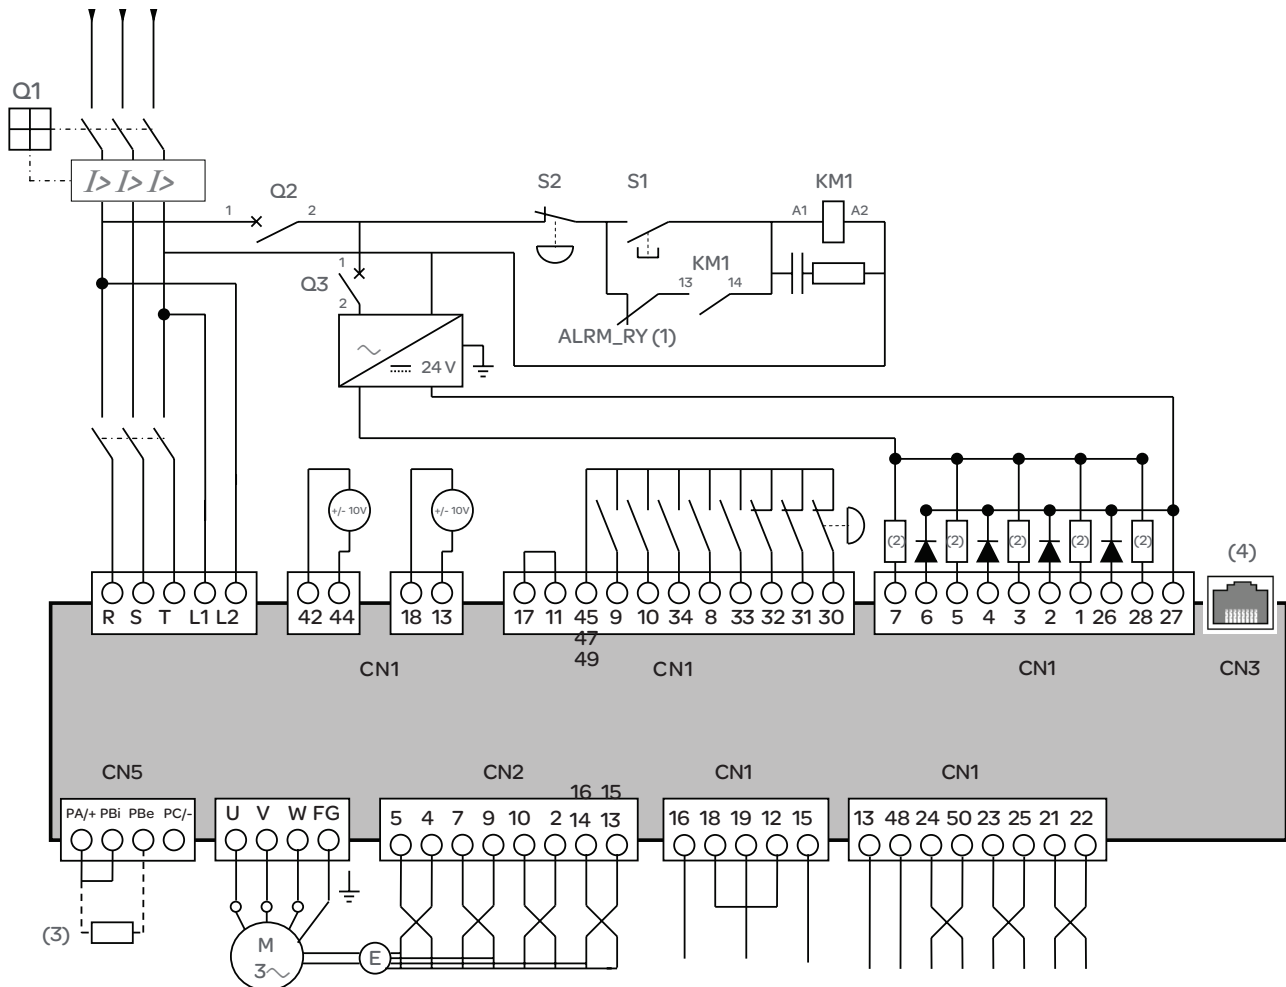 Q1
I> I> I>
Q2
S2
S1
KM1
1
2
A1
A2
Q3
1
2
KM1
13
14
ALRM_RY (1)
24 V
+/- 10V
+/- 10V
(2)
(2)
(2)
(2)
(2)
(4)
R S T L1 L2
42 44
18 13
17 11 45 9 10 34 8 33 32 31 30
47
49
7 6 5 4 3 2 1 26 28 27
CN1
CN1
CN1
CN3
CN5
CN2
CN1
CN1
PA/+ PBi PBe PC/-
U V W FG
16 15
5 4 7 9 10 2 14 13
16 18 19 12 15
13 48 24 50 23 25 21 22
(3)
M
3~
E